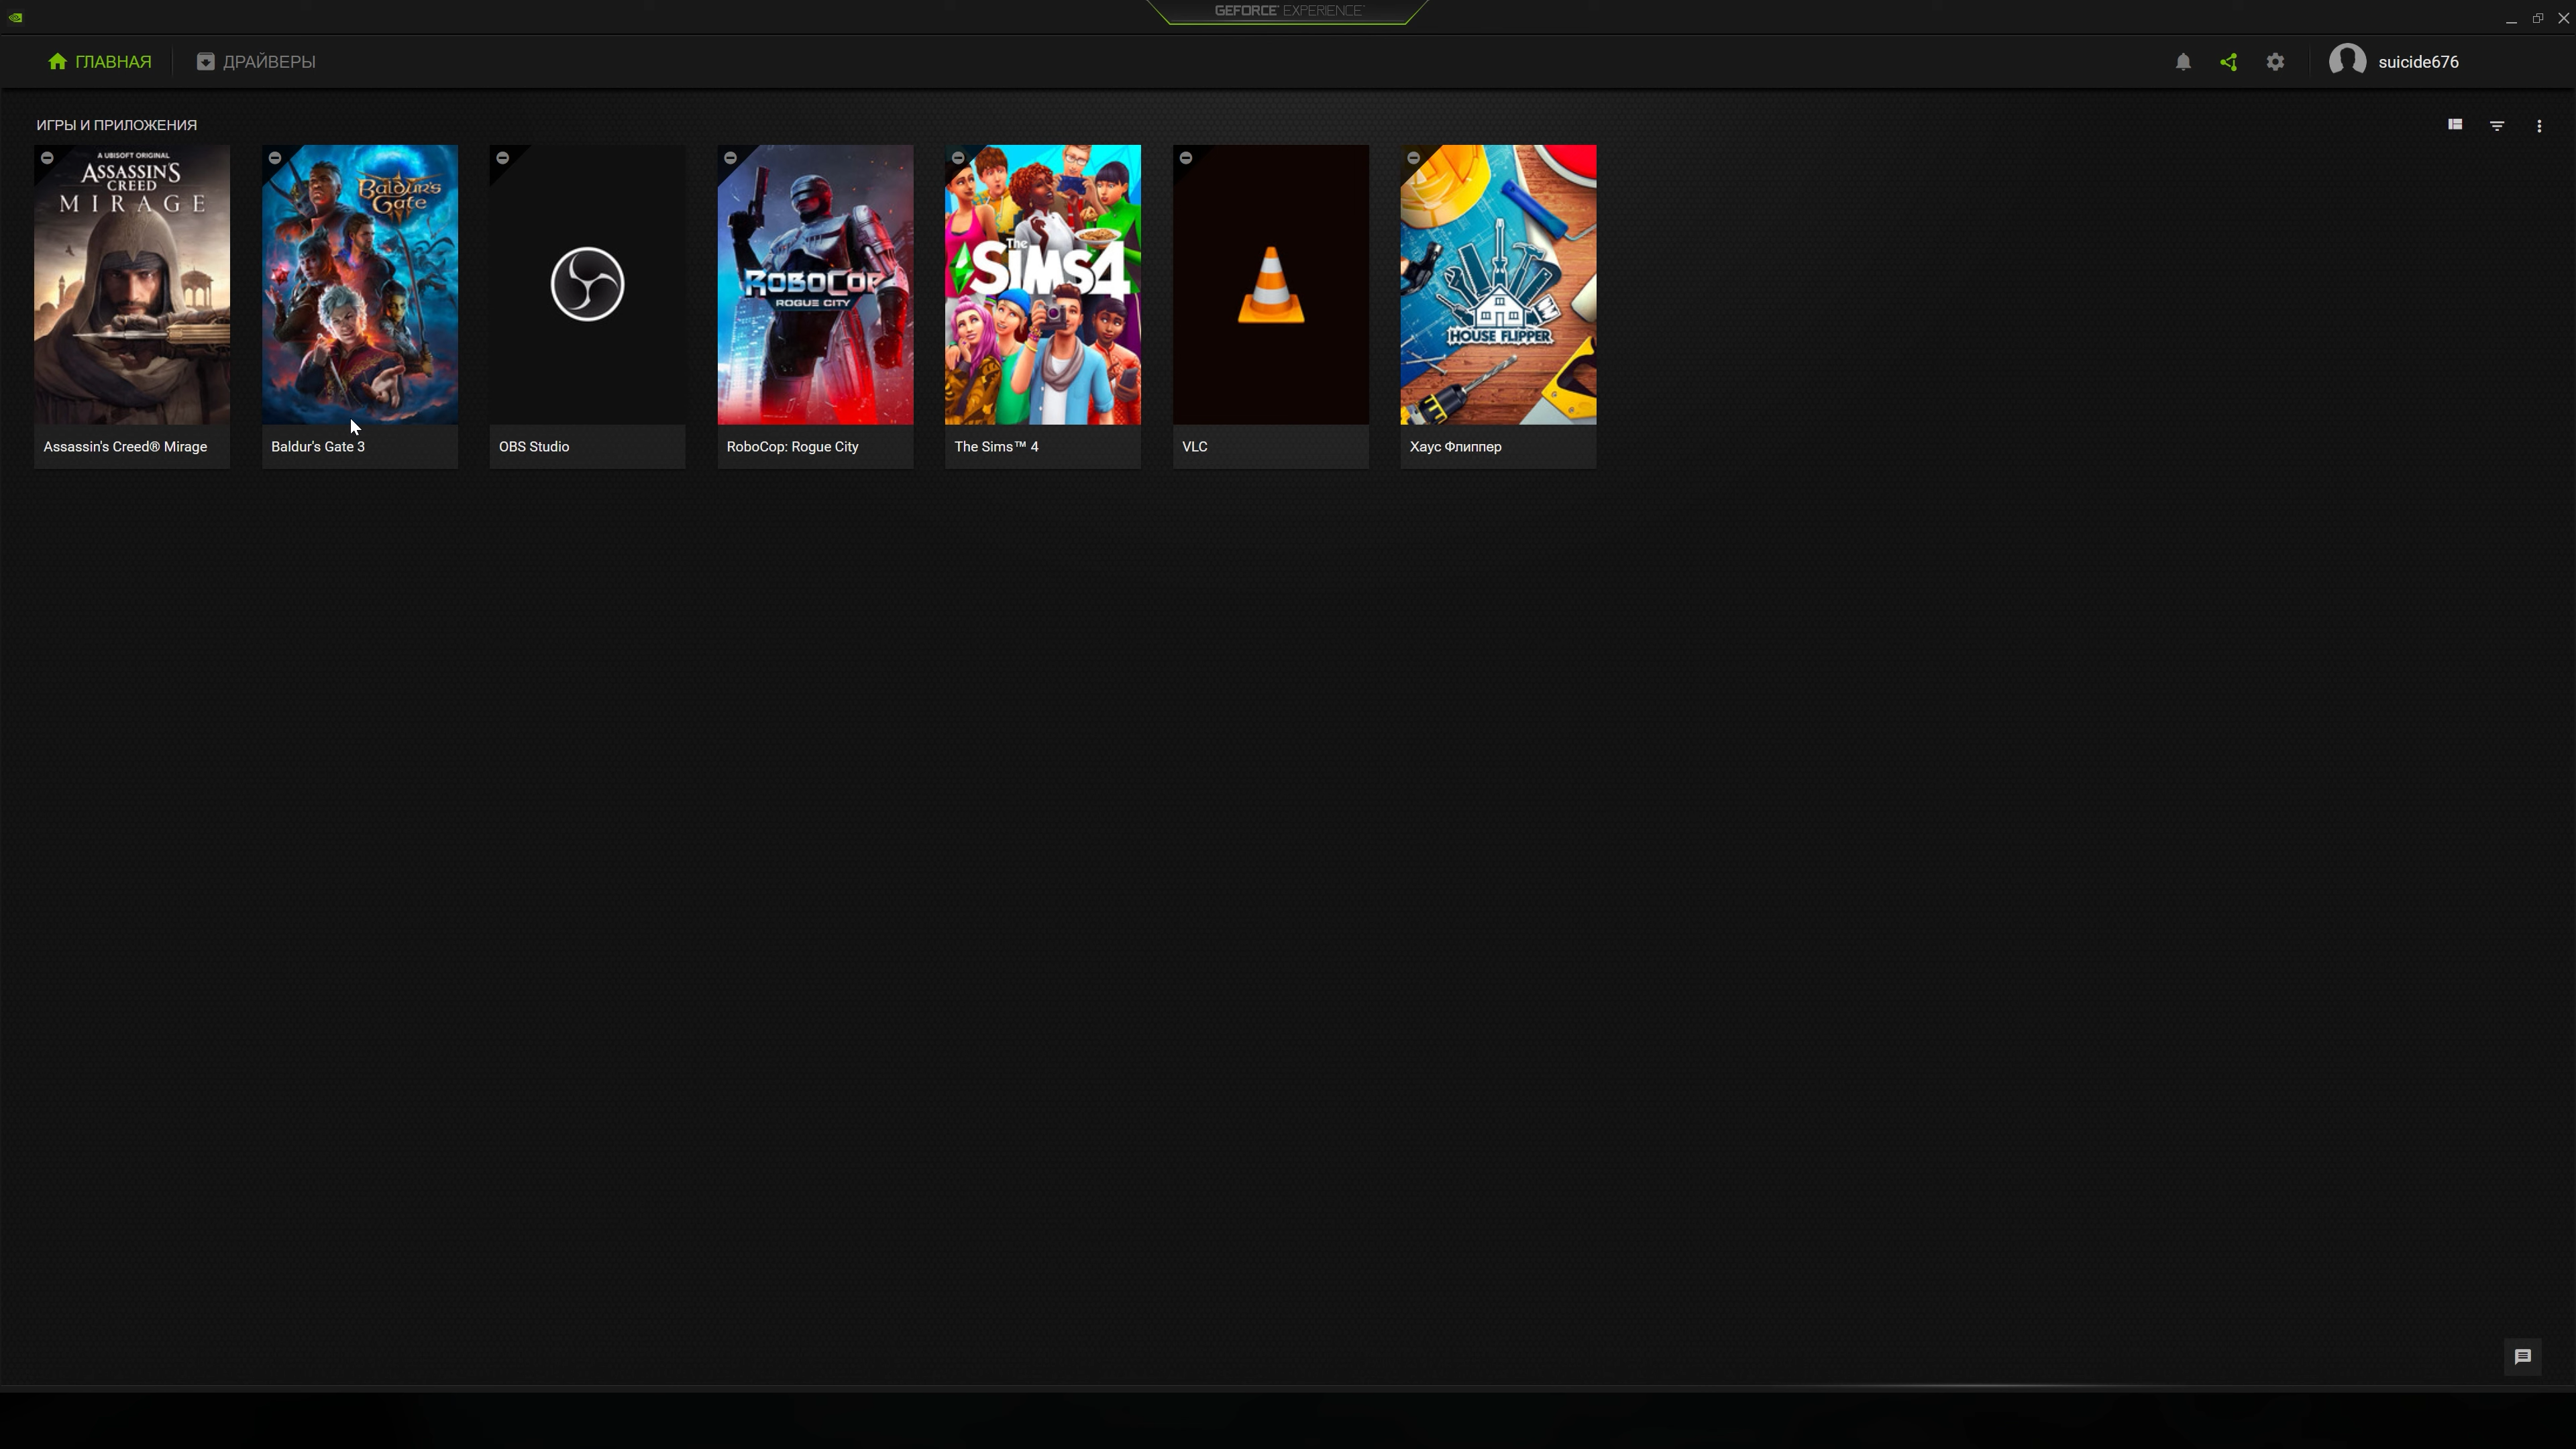 GEFORCE EXPERIENCE
ГЛАВНАЯ
ДРАЙВЕРЫ
suicide676
ИГРЫ И ПРИЛОЖЕНИЯ
A UBISOFT ORIGINAL
ASSASSIN'S
CREED
MIRAGE
Baldur's
Gate
ROBOCOP
ROGUE CITY
The
SIMS4
HOUSE FLIPPER
Assassin's Creed® Mirage
Baldur's Gate 3
OBS Studio
RoboCop: Rogue City
The Sims™ 4
VLC
Хаус Флиппер